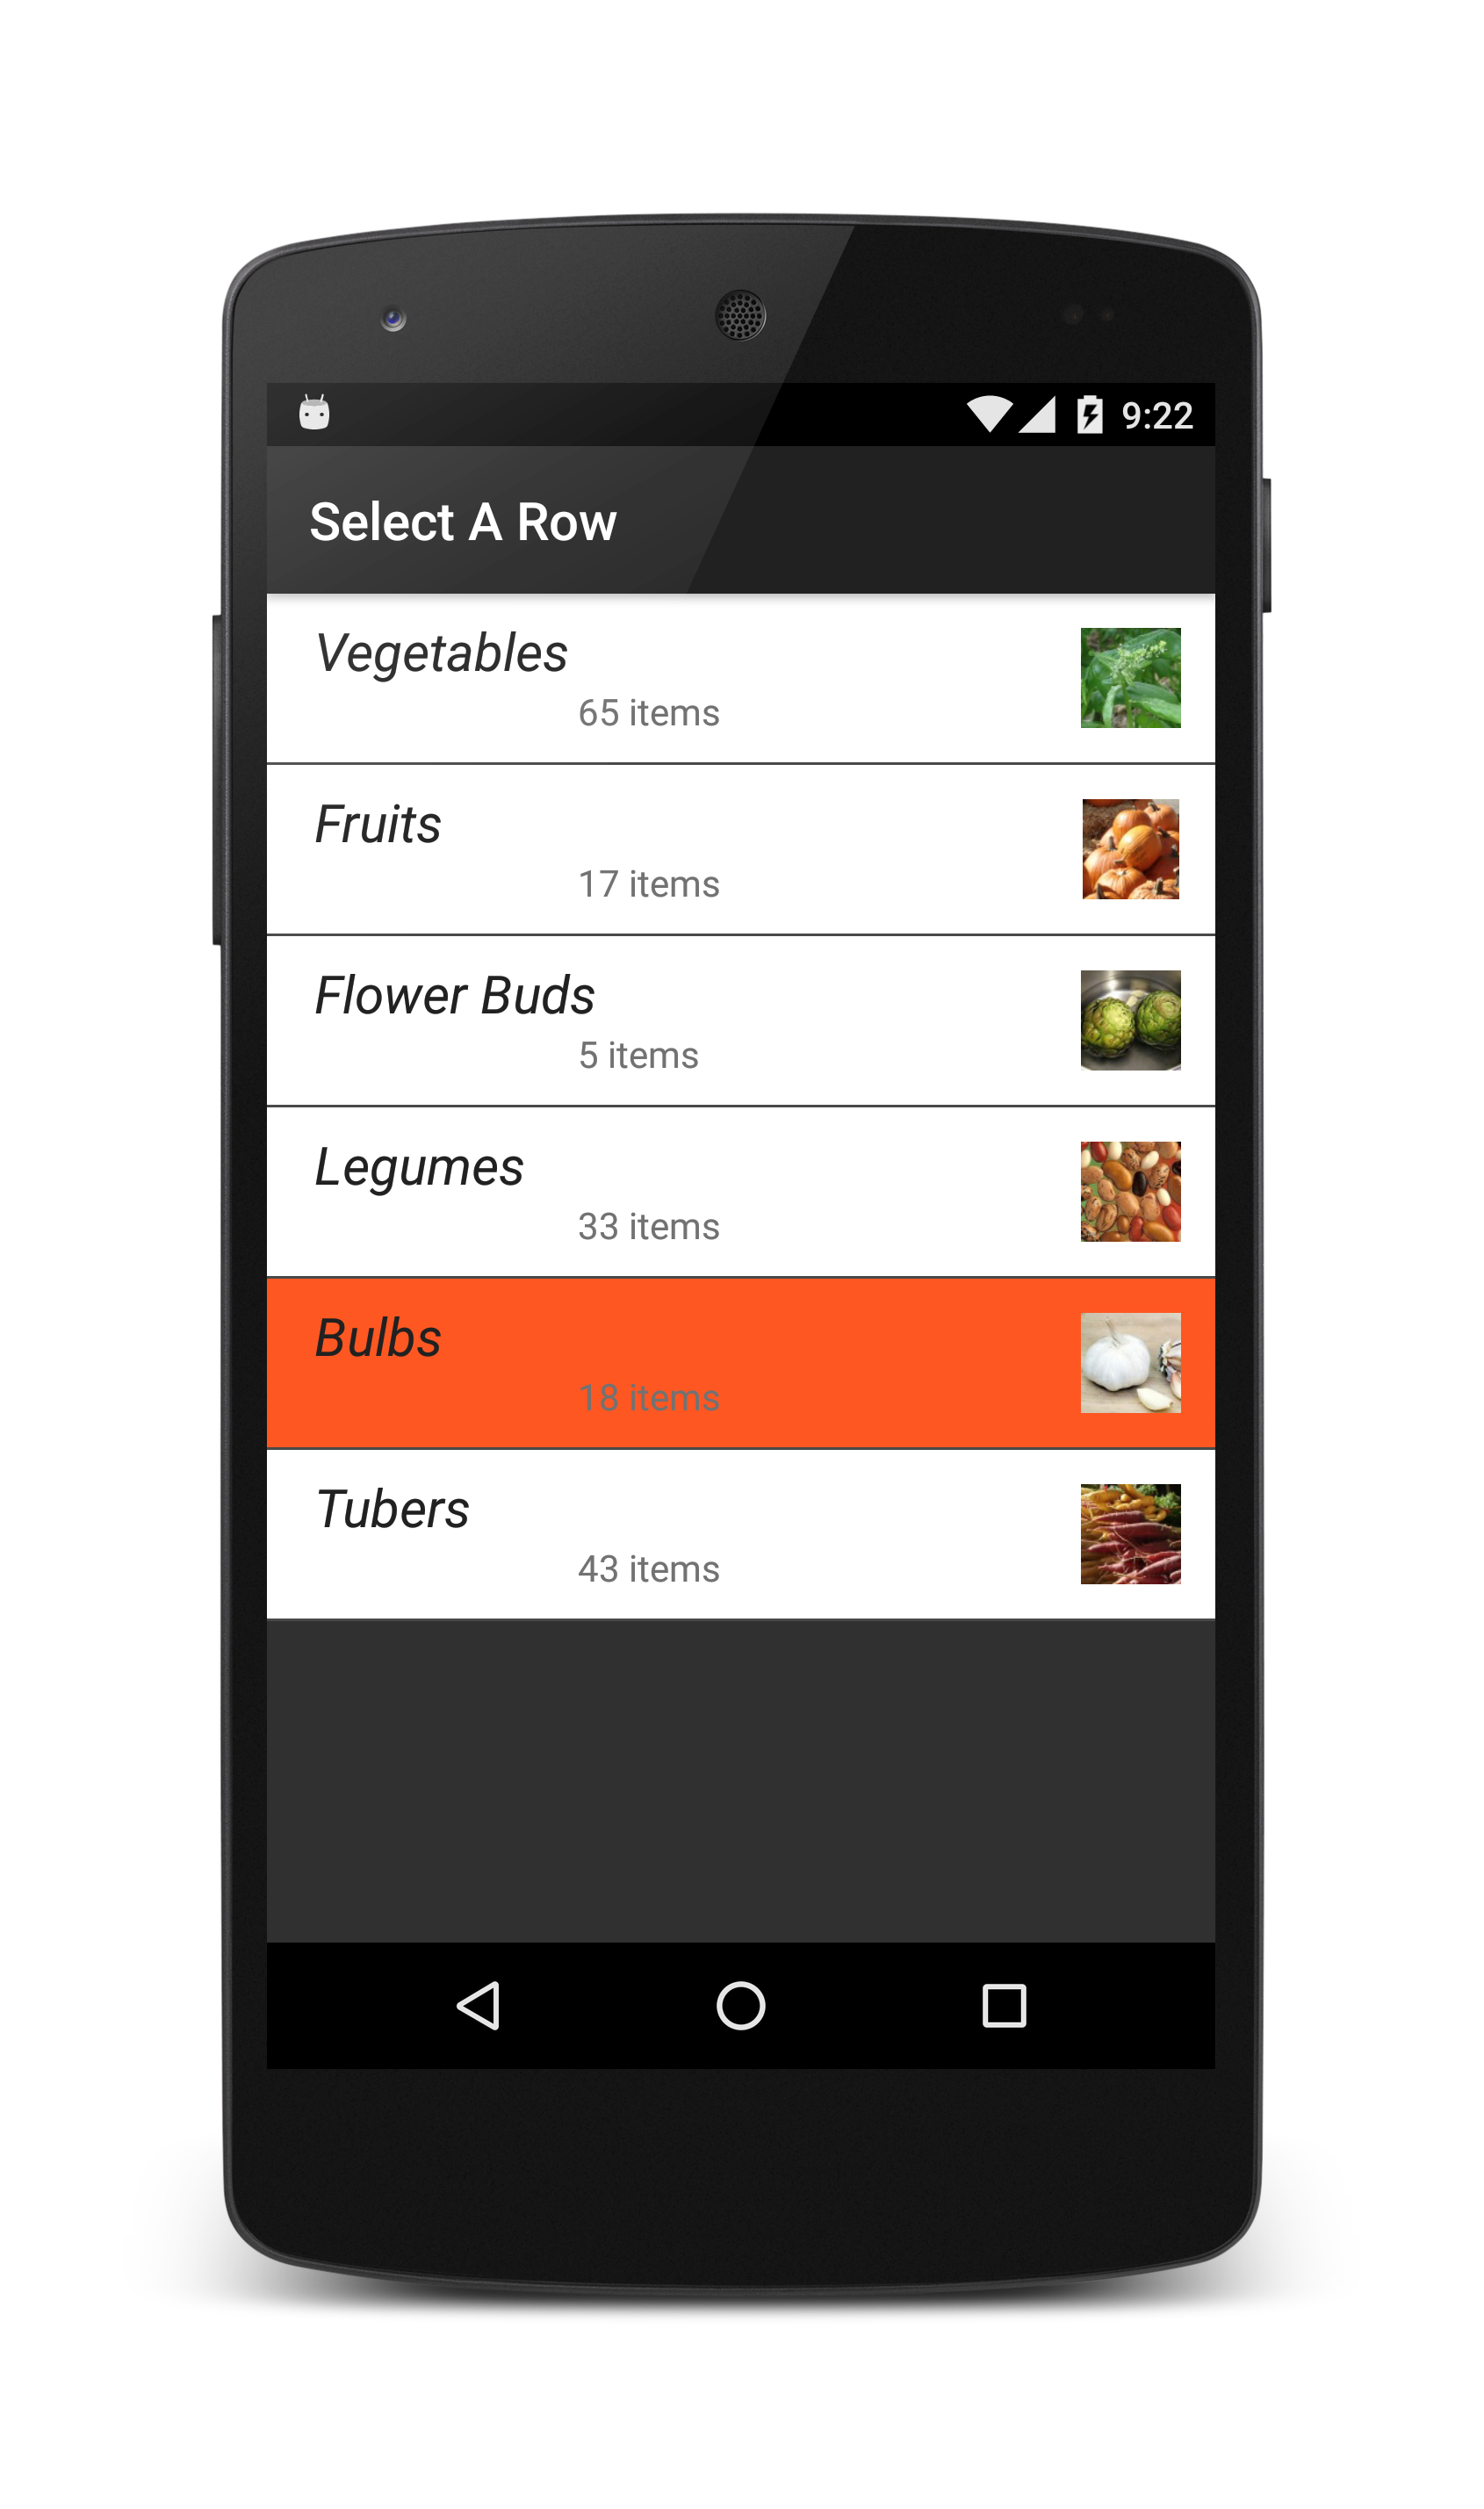 9:22
Select A Row
Vegetables
65 items
Fruits
17 items
Flower Buds
5 items
Legumes
33 items
Bulbs
18 items
Tubers
43 items